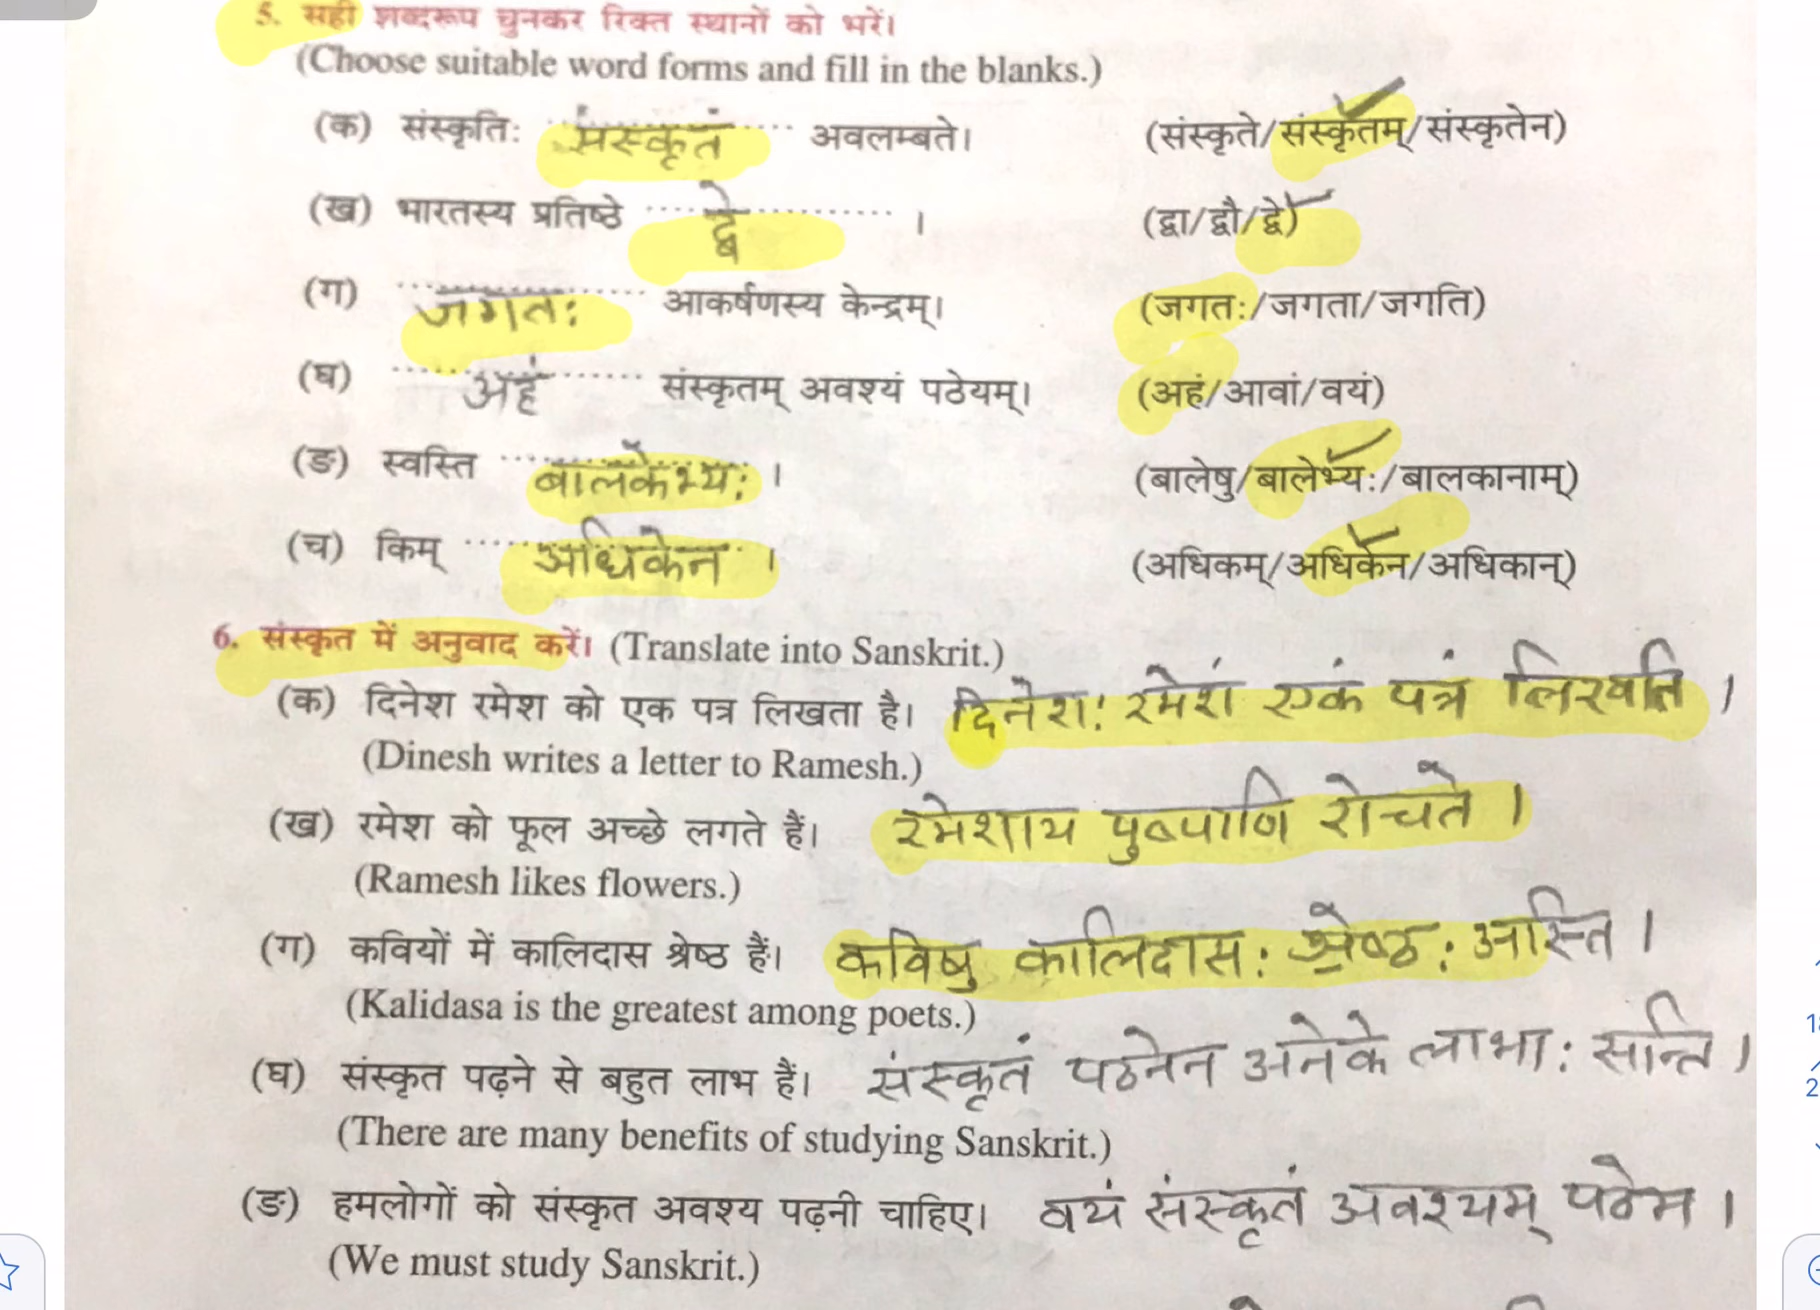 5. सही शब्दरूप चुनकर रिक्त स्थानों को भरें।
(Choose suitable word forms and fill in the blanks.)
(क) संस्कृतिः संस्कृतं अवलम्बते। (संस्कृते/संस्कृतम्/संस्कृतेन)
(ख) भारतस्य प्रतिष्ठे द्वे । (द्वा/द्वौ/द्वे)
(ग) जगतः आकर्षणस्य केन्द्रम्। (जगतः/जगता/जगति)
(घ) अहं संस्कृतम् अवश्यं पठेयम्। (अहं/आवां/वयं)
(ङ) स्वस्ति बालकेभ्यः । (बालेषु/बालेभ्यः/बालकानाम्)
(च) किम् अधिकेन । (अधिकम्/अधिकेन/अधिकान्)
6. संस्कृत में अनुवाद करें। (Translate into Sanskrit.)
(क) दिनेश रमेश को एक पत्र लिखता है। दिनेशः रमेशं एकं पत्रं लिखति ।
(Dinesh writes a letter to Ramesh.)
(ख) रमेश को फूल अच्छे लगते हैं। रमेशाय पुष्पाणि रोचते ।
(Ramesh likes flowers.)
(ग) कवियों में कालिदास श्रेष्ठ हैं। कविषु कालिदासः श्रेष्ठः अस्ति ।
(Kalidasa is the greatest among poets.)
(घ) संस्कृत पढ़ने से बहुत लाभ हैं। संस्कृतं पठनेन अनेके लाभाः सन्ति ।
(There are many benefits of studying Sanskrit.)
(ङ) हमलोगों को संस्कृत अवश्य पढ़नी चाहिए। वयं संस्कृतं अवश्यम् पठेम ।
(We must study Sanskrit.)